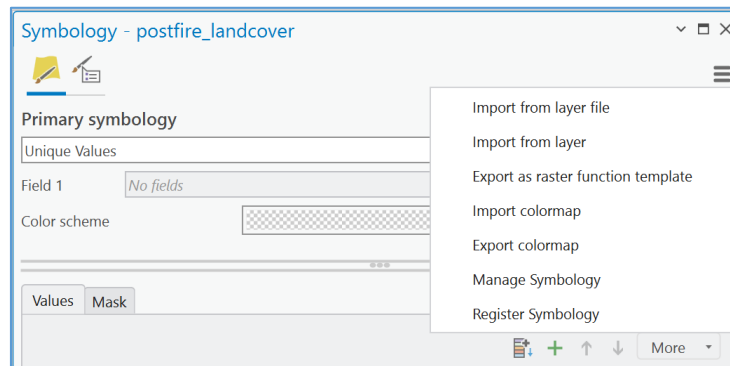 Symbology - postfire_landcover
Primary symbology
Unique Values
Field 1
No fields
Color scheme
Values
Mask
Import from layer file
Import from layer
Export as raster function template
Import colormap
Export colormap
Manage Symbology
Register Symbology
More